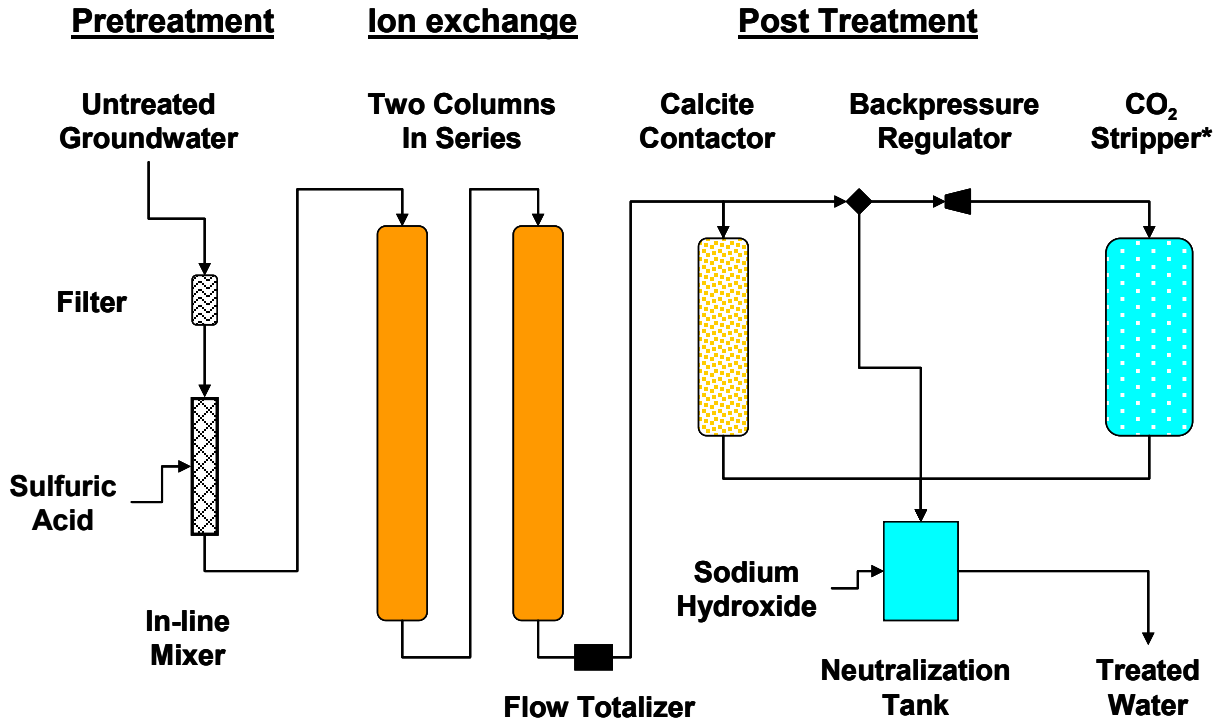 Pretreatment
Ion exchange
Post Treatment
Untreated
Groundwater
Two Columns
In Series
Calcite
Contactor
Backpressure
Regulator
CO₂
Stripper*
Filter
Sulfuric
Acid
In-line
Mixer
Flow Totalizer
Sodium
Hydroxide
Neutralization
Tank
Treated
Water